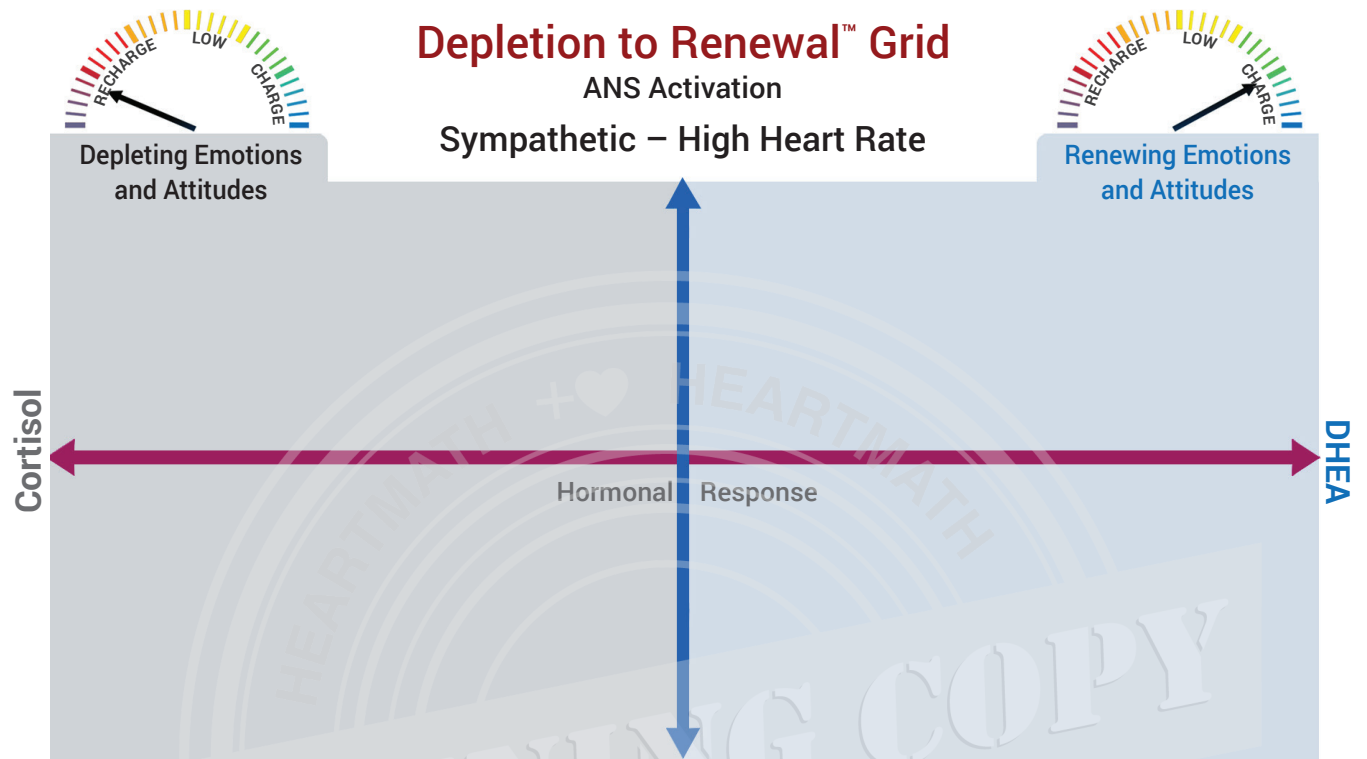 Depletion to Renewal™ Grid
ANS Activation
Sympathetic – High Heart Rate
RECHARGE LOW CHARGE
Depleting Emotions
and Attitudes
RECHARGE LOW CHARGE
Renewing Emotions
and Attitudes
Cortisol
DHEA
Hormonal Response
HEARTMATH HEARTMATH HEARTMATH
COPY